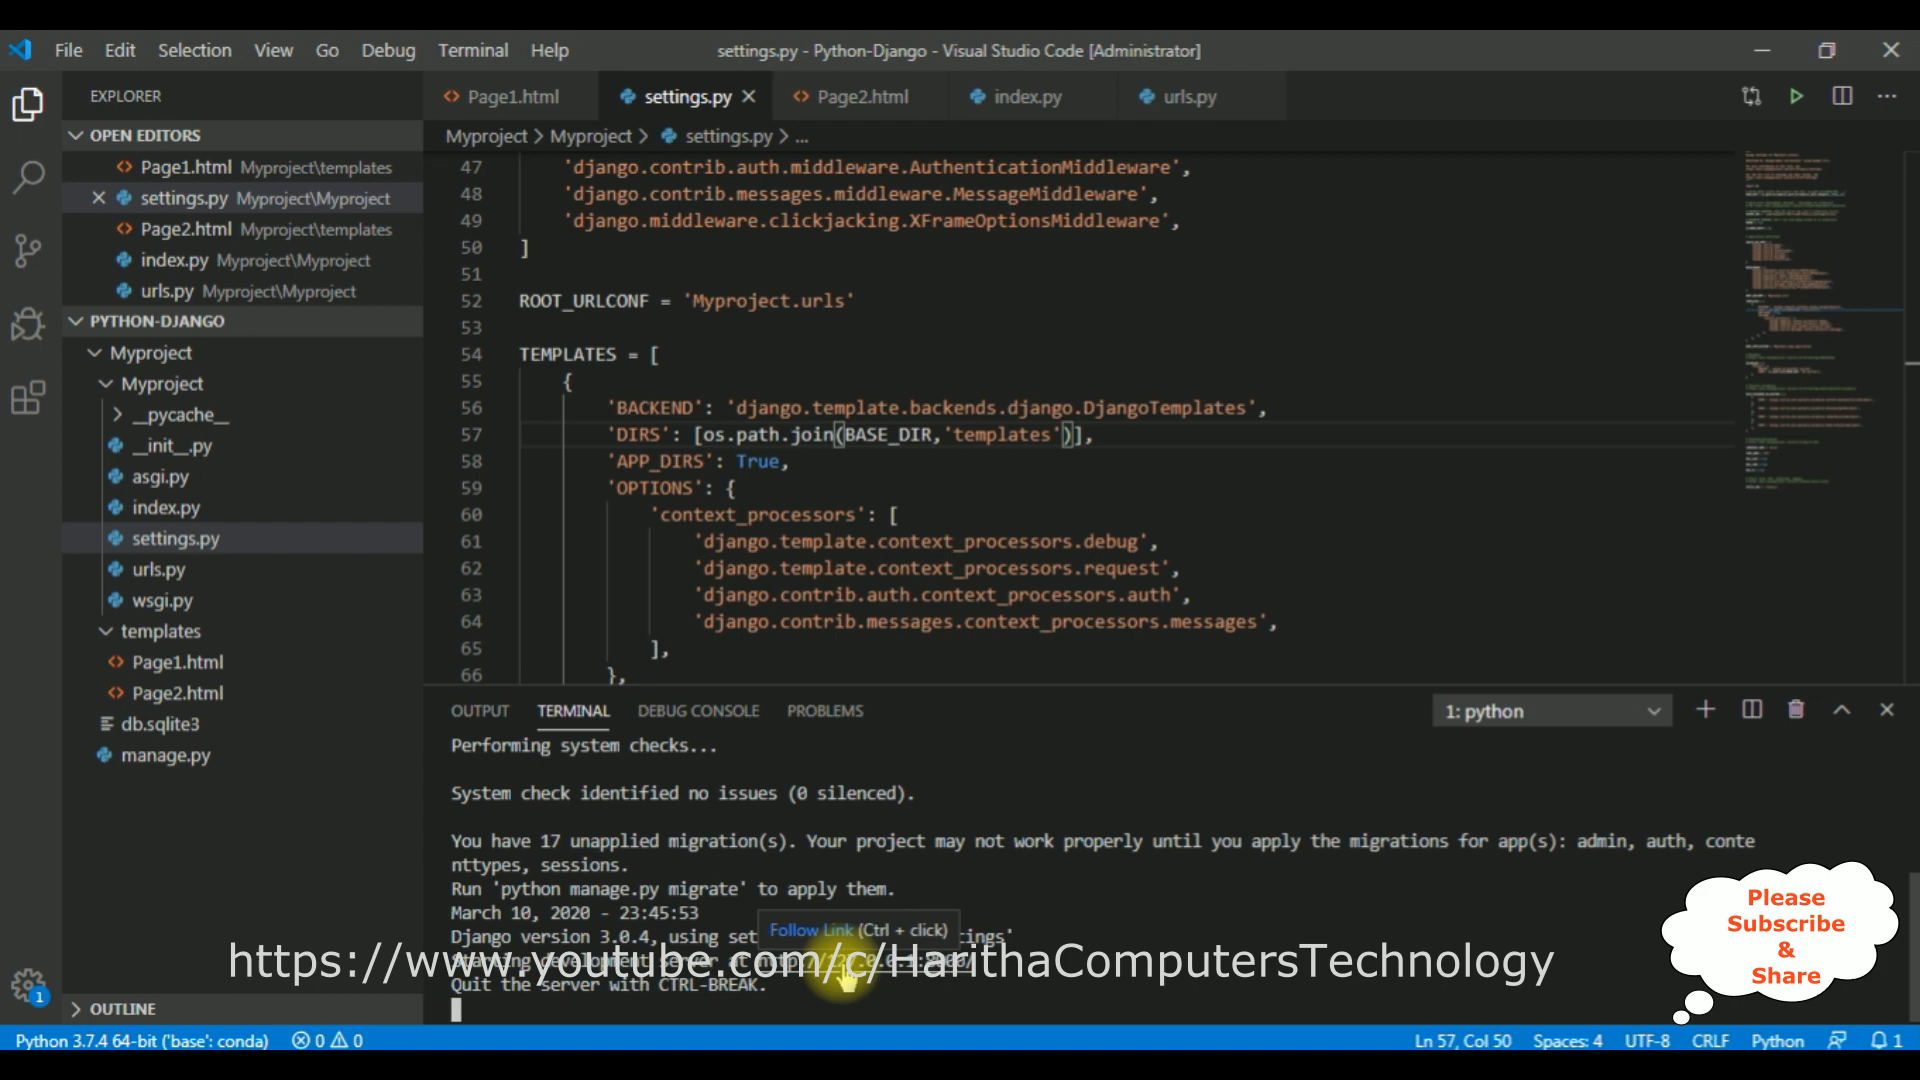 File Edit Selection View Go Debug Terminal Help
settings.py - Python-Django - Visual Studio Code [Administrator]
EXPLORER
OPEN EDITORS
Page1.html Myproject\templates
settings.py Myproject\Myproject
Page2.html Myproject\templates
index.py Myproject\Myproject
urls.py Myproject\Myproject
PYTHON-DJANGO
Myproject
Myproject
__pycache__
__init__.py
asgi.py
index.py
settings.py
urls.py
wsgi.py
templates
Page1.html
Page2.html
db.sqlite3
manage.py
OUTLINE
1
Page1.html settings.py Page2.html index.py urls.py
Myproject > Myproject > settings.py > ...
47 'django.contrib.auth.middleware.AuthenticationMiddleware',
48 'django.contrib.messages.middleware.MessageMiddleware',
49 'django.middleware.clickjacking.XFrameOptionsMiddleware',
50 ]
51
52 ROOT_URLCONF = 'Myproject.urls'
53
54 TEMPLATES = [
55 {
56 'BACKEND': 'django.template.backends.django.DjangoTemplates',
57 'DIRS': [os.path.join(BASE_DIR,'templates')],
58 'APP_DIRS': True,
59 'OPTIONS': {
60 'context_processors': [
61 'django.template.context_processors.debug',
62 'django.template.context_processors.request',
63 'django.contrib.auth.context_processors.auth',
64 'django.contrib.messages.context_processors.messages',
65 ],
66 },
OUTPUT TERMINAL DEBUG CONSOLE PROBLEMS
1: python
Performing system checks...
System check identified no issues (0 silenced).
You have 17 unapplied migration(s). Your project may not work properly until you apply the migrations for app(s): admin, auth, conte
nttypes, sessions.
Run 'python manage.py migrate' to apply them.
March 10, 2020 - 23:45:53
Follow Link (Ctrl + click)
Django version 3.0.4, using set
Starting development server at
Quit the server with CTRL-BREAK.
https://www.youtube.com/c/HarithaComputersTechnology
Please
Subscribe
&
Share
Python 3.7.4 64-bit ('base': conda) 0 0
Ln 57, Col 50 Spaces: 4 UTF-8 CRLF Python 1